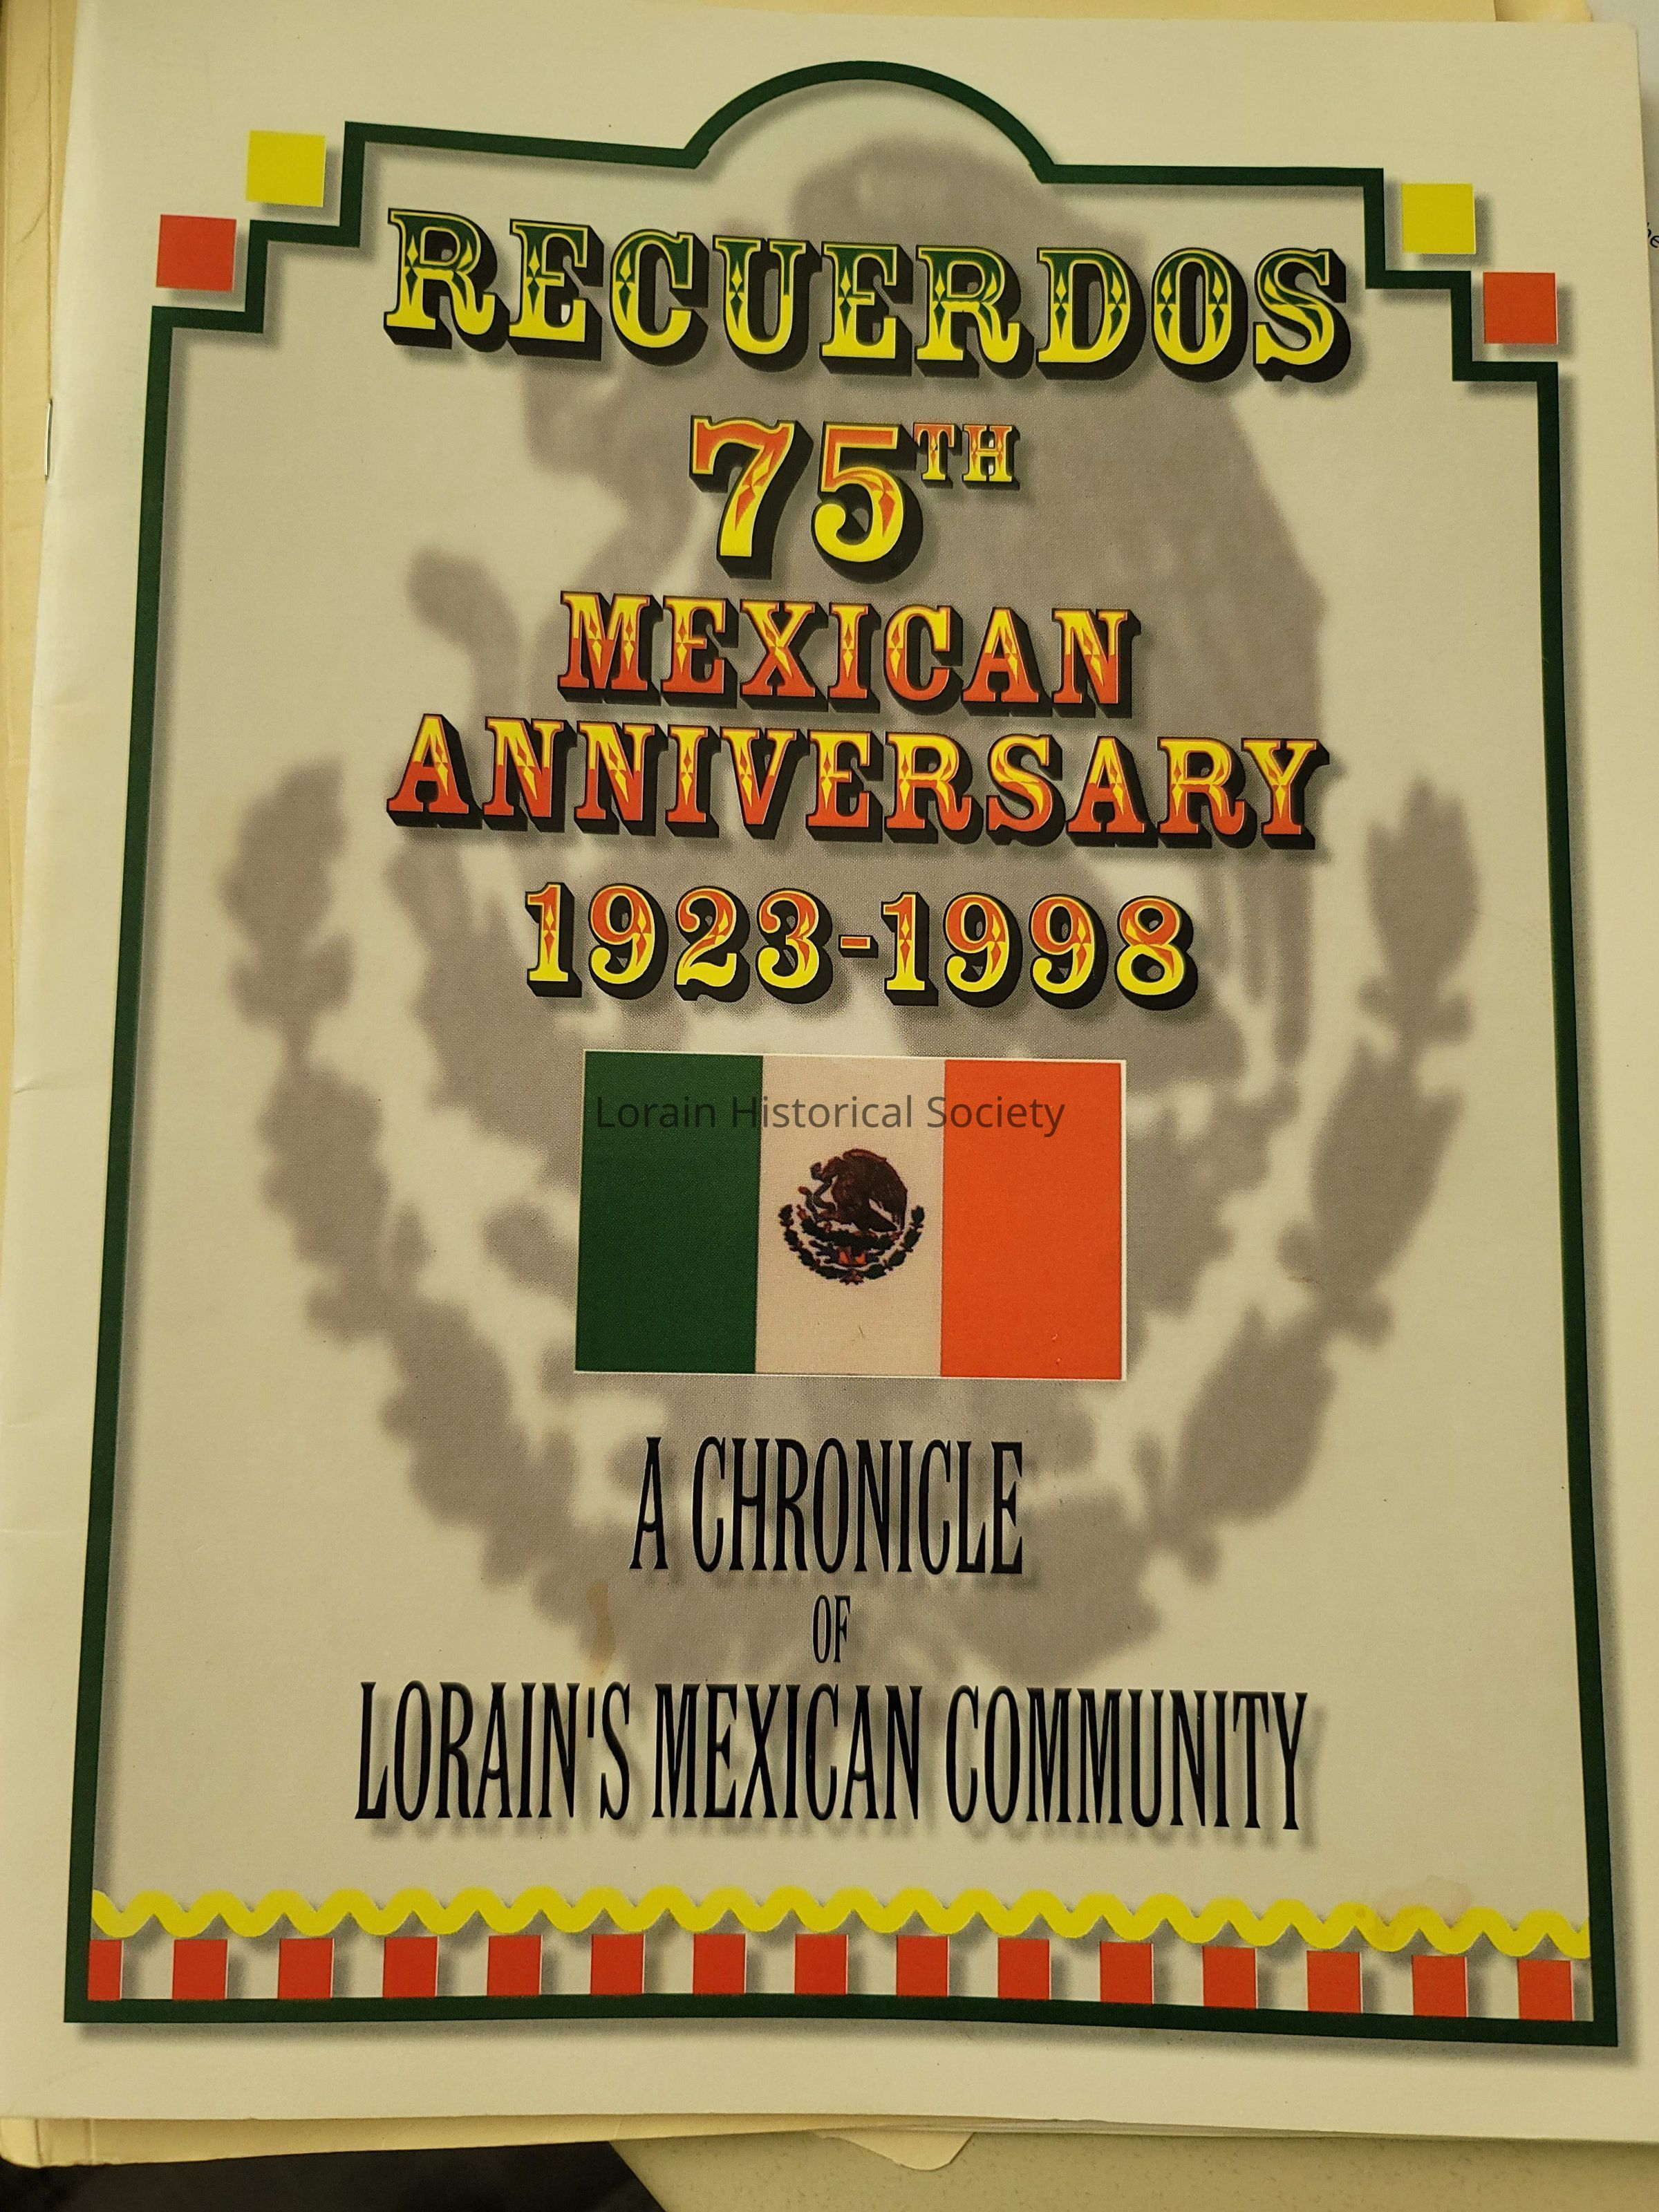 RECUERDOS
75TH
MEXICAN
ANNIVERSARY
1923-1998
Lorain Historical Society
A CHRONICLE
OF
LORAIN'S MEXICAN COMMUNITY